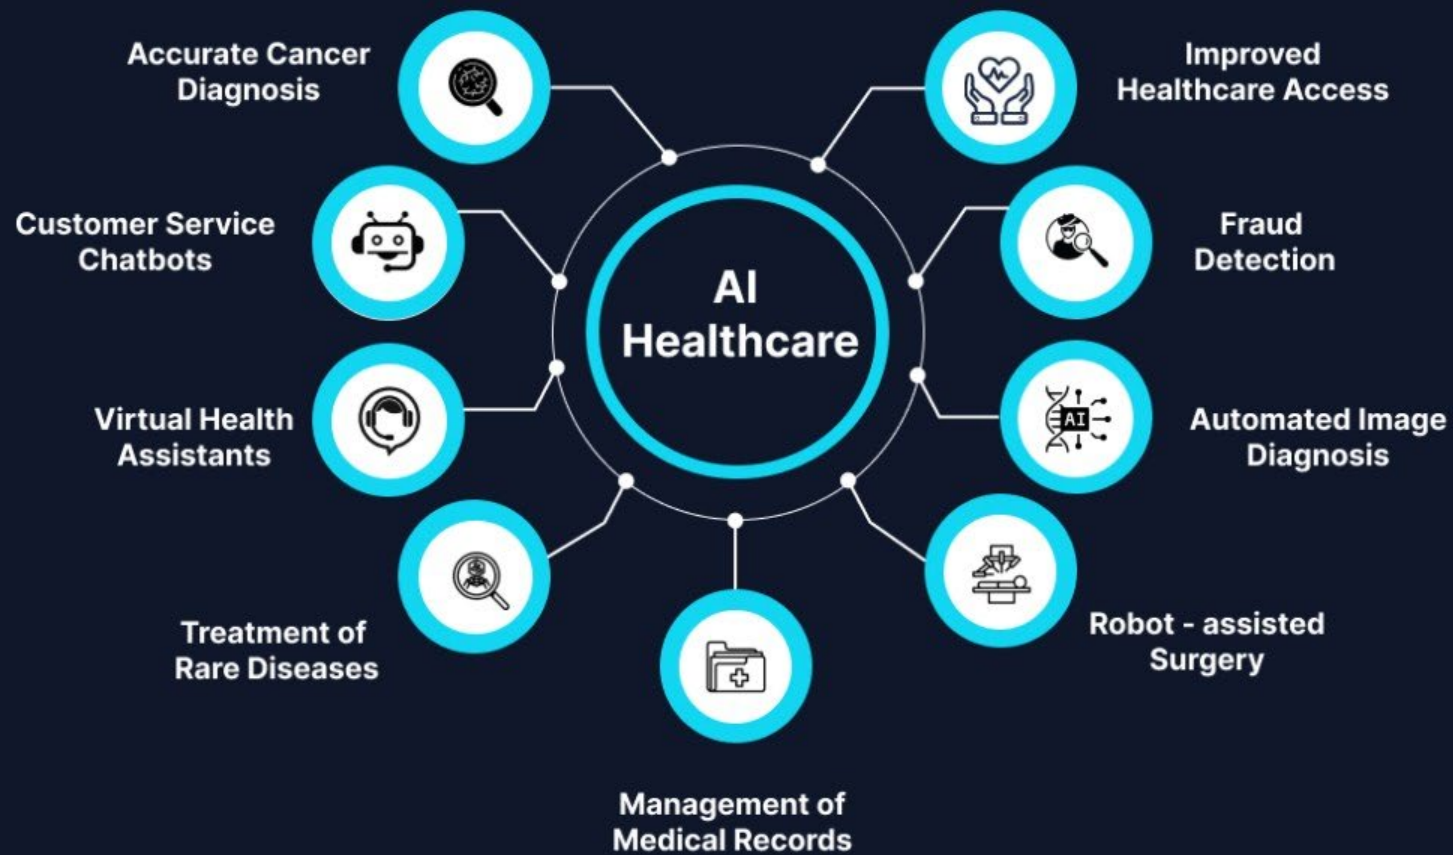 Accurate Cancer
Diagnosis
Improved
Healthcare Access
Customer Service
Chatbots
Fraud
Detection
AI
Healthcare
Virtual Health
Assistants
AI
Automated Image
Diagnosis
Treatment of
Rare Diseases
Robot - assisted
Surgery
Management of
Medical Records